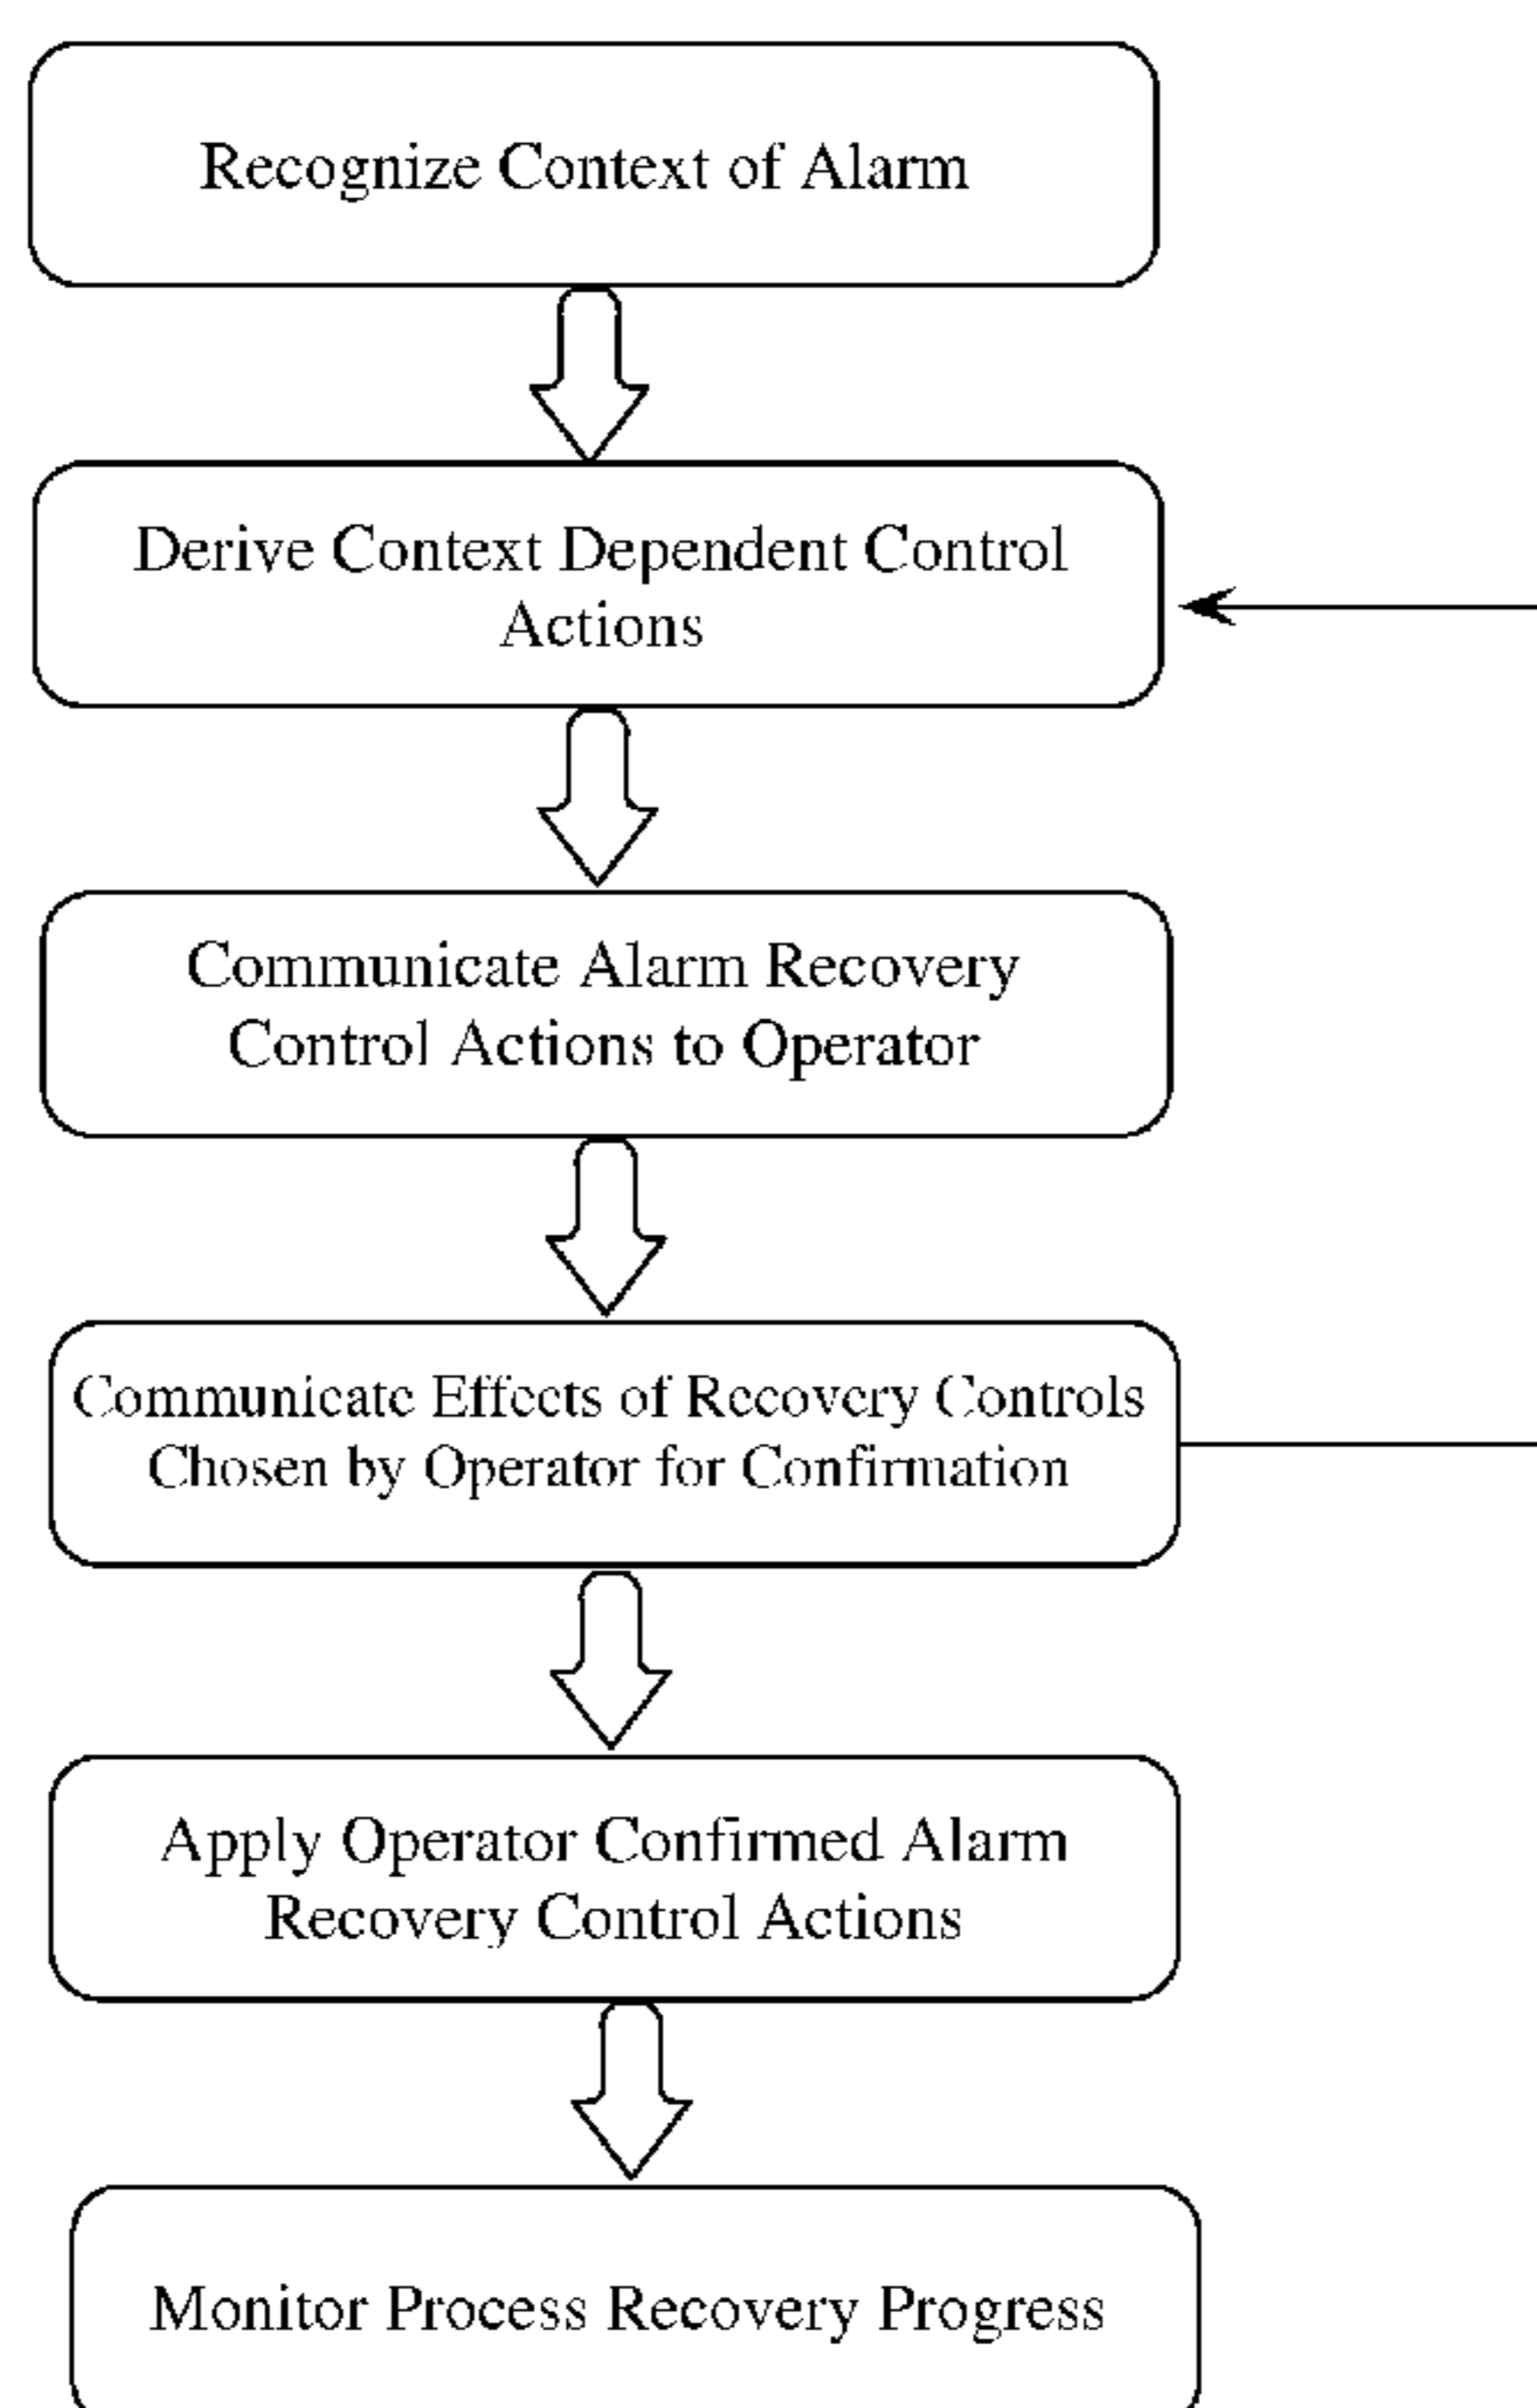 Recognize Context of Alarm
Derive Context Dependent Control
Actions
Communicate Alarm Recovery
Control Actions to Operator
Communicate Effects of Recovery Controls
Chosen by Operator for Confirmation
Apply Operator Confirmed Alarm
Recovery Control Actions
Monitor Process Recovery Progress